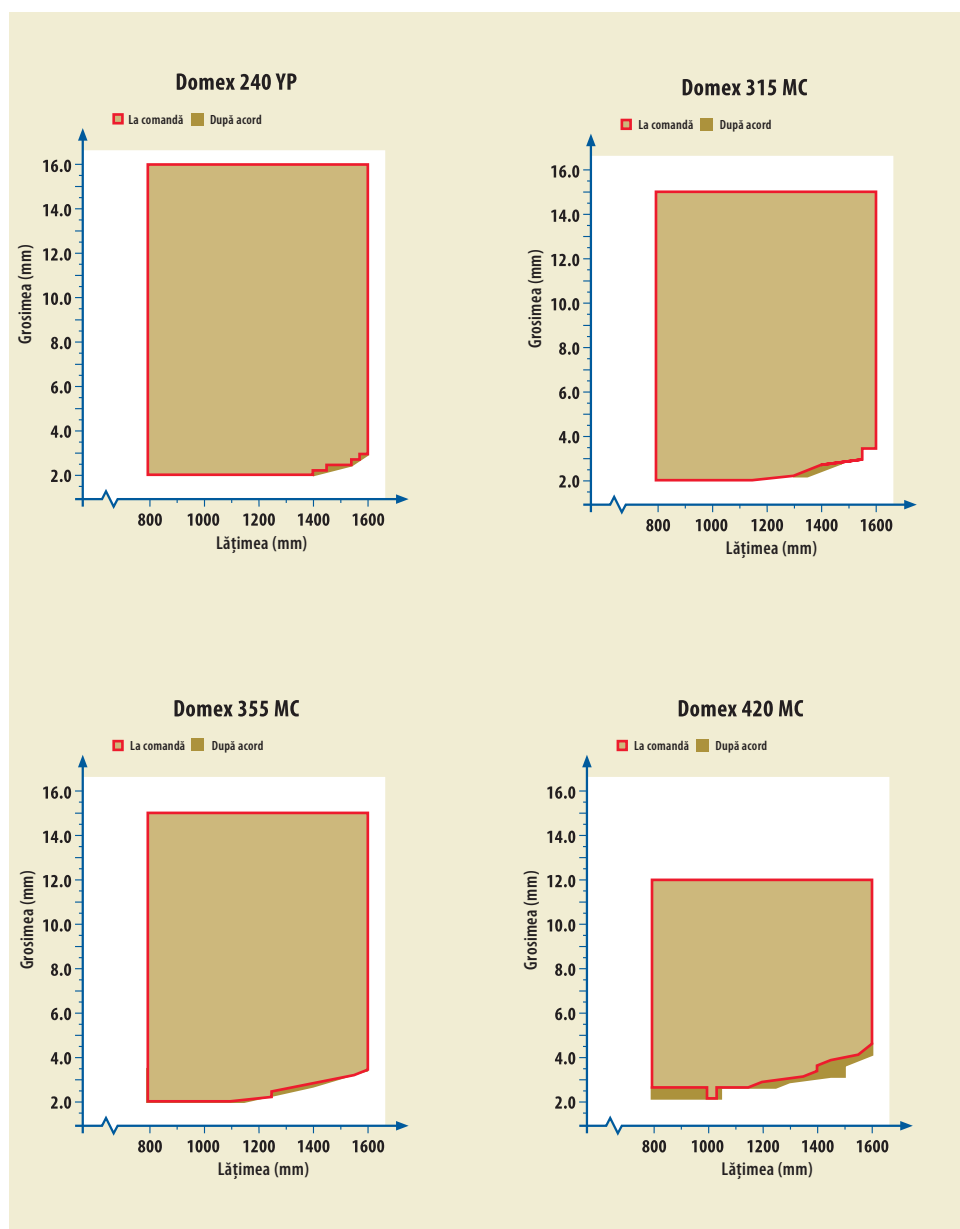 Domex 240 YP
La comandă După acord
16.0
14.0
12.0
10.0
8.0
6.0
4.0
2.0
Grosimea (mm)
800 1000 1200 1400 1600
Lățimea (mm)
Domex 315 MC
La comandă După acord
16.0
14.0
12.0
10.0
8.0
6.0
4.0
2.0
Grosimea (mm)
800 1000 1200 1400 1600
Lățimea (mm)
Domex 355 MC
La comandă După acord
16.0
14.0
12.0
10.0
8.0
6.0
4.0
2.0
Grosimea (mm)
800 1000 1200 1400 1600
Lățimea (mm)
Domex 420 MC
La comandă După acord
16.0
14.0
12.0
10.0
8.0
6.0
4.0
2.0
Grosimea (mm)
800 1000 1200 1400 1600
Lățimea (mm)